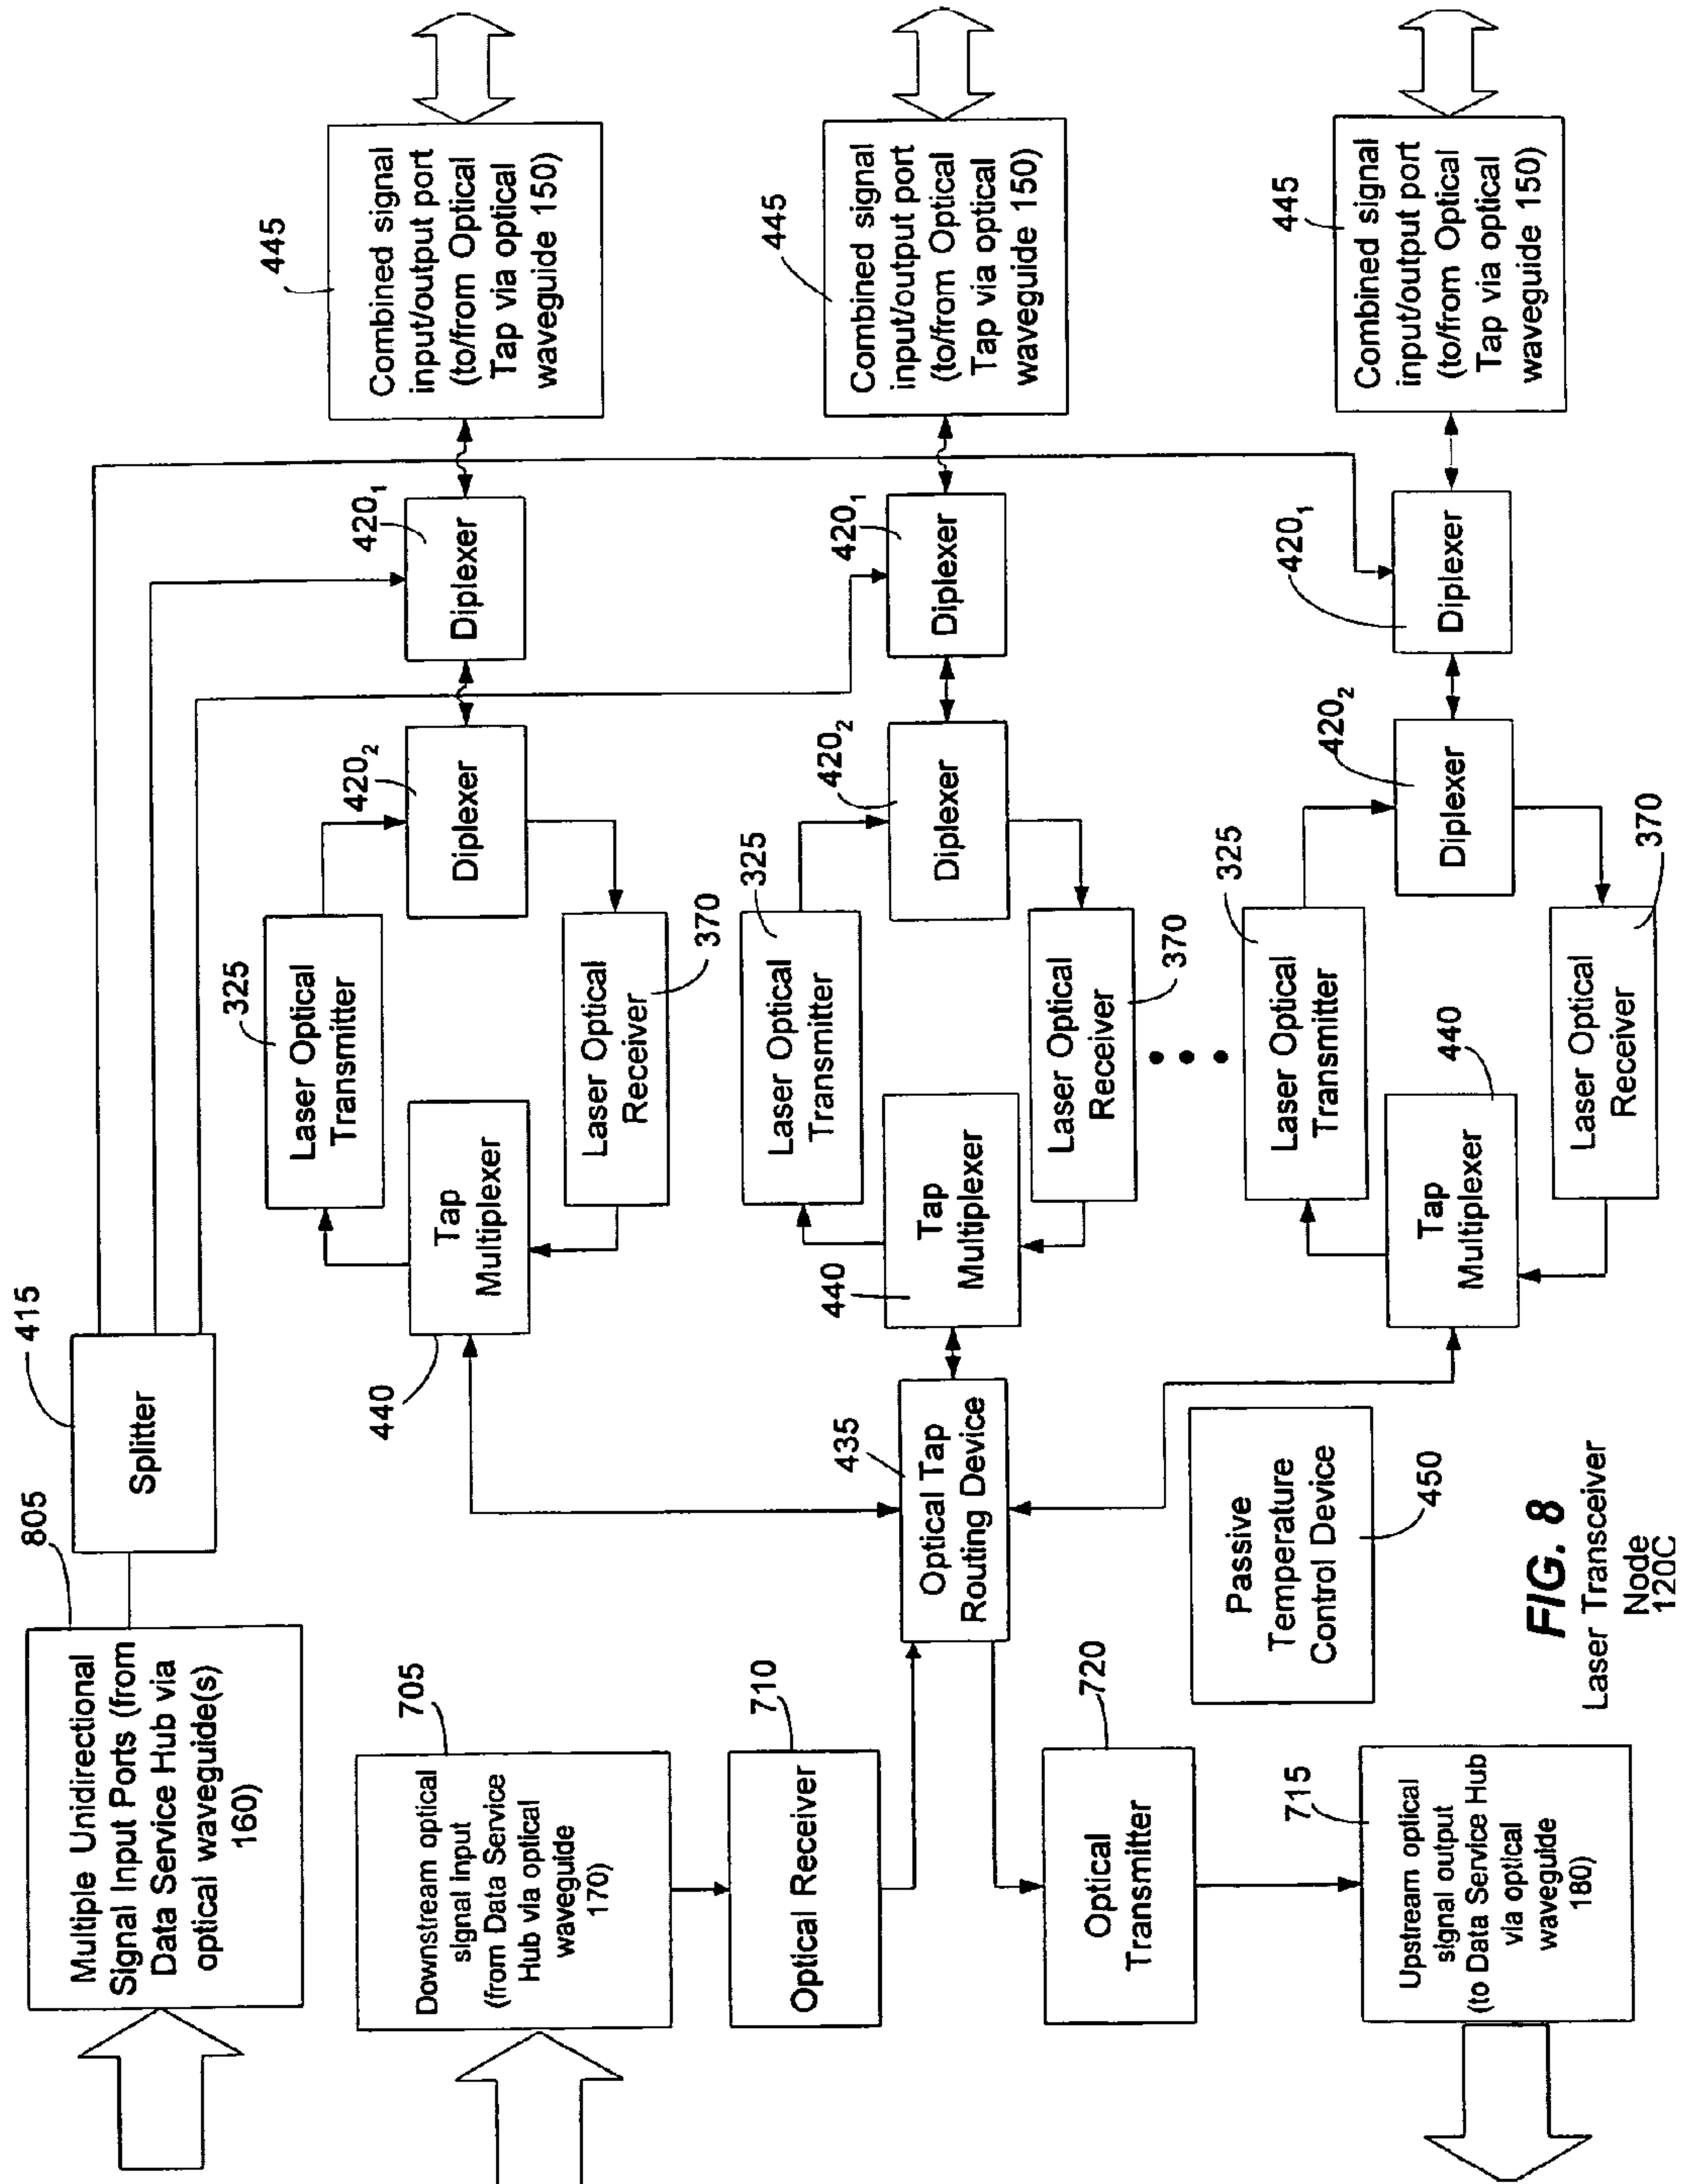 805
Multiple Unidirectional
Signal Input Ports (from
Data Service Hub via
optical waveguide(s)
160)
415
Splitter
705
Downstream optical
signal Input
(from Data Service
Hub via optical
waveguide
170)
710
Optical Receiver
720
Optical
Transmitter
715
Upstream optical
signal output
(to Data Service Hub
via optical
waveguide
180)
435
Optical Tap
Routing Device
Passive
Temperature
Control Device
450
440
Tap
Multiplexer
325
Laser Optical
Transmitter
Laser Optical
Receiver
370
420₂
Diplexer
420₁
Diplexer
445
Combined signal
input/output port
(to/from Optical
Tap via optical
waveguide 150)
440
Tap
Multiplexer
325
Laser Optical
Transmitter
Laser Optical
Receiver
370
420₂
Diplexer
420₁
Diplexer
445
Combined signal
input/output port
(to/from Optical
Tap via optical
waveguide 150)
440
Tap
Multiplexer
325
Laser Optical
Transmitter
Laser Optical
Receiver
370
420₂
Diplexer
420₁
Diplexer
445
Combined signal
input/output port
(to/from Optical
Tap via optical
waveguide 150)
FIG. 8
Laser Transceiver
Node
120C